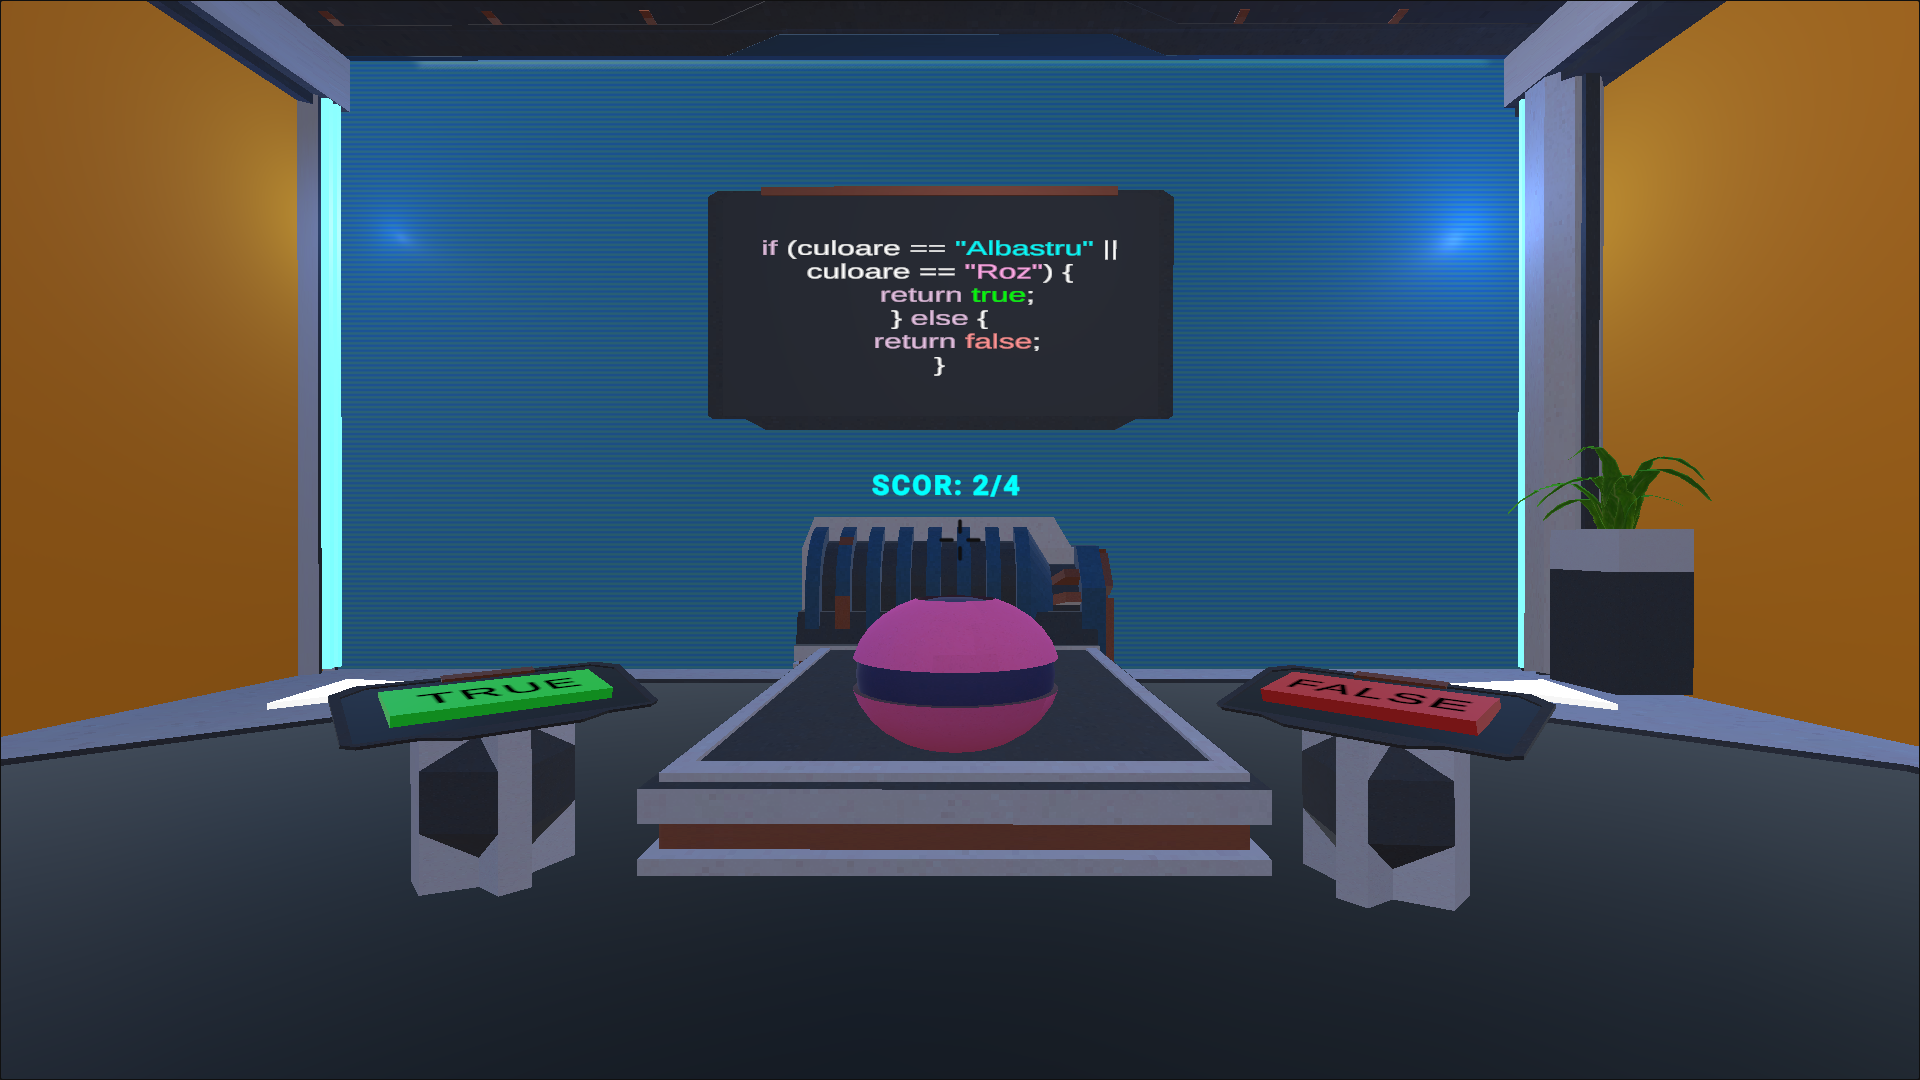 if (culoare == "Albastru" ||
culoare == "Roz") {
return true;
} else {
return false;
}
SCOR: 2/4
TRUE
FALSE